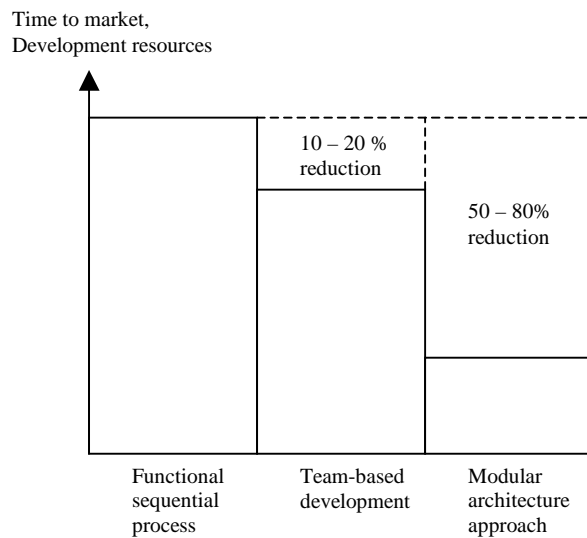 Time to market,
Development resources
10 – 20 %
reduction
50 – 80%
reduction
Functional
sequential
process
Team-based
development
Modular
architecture
approach